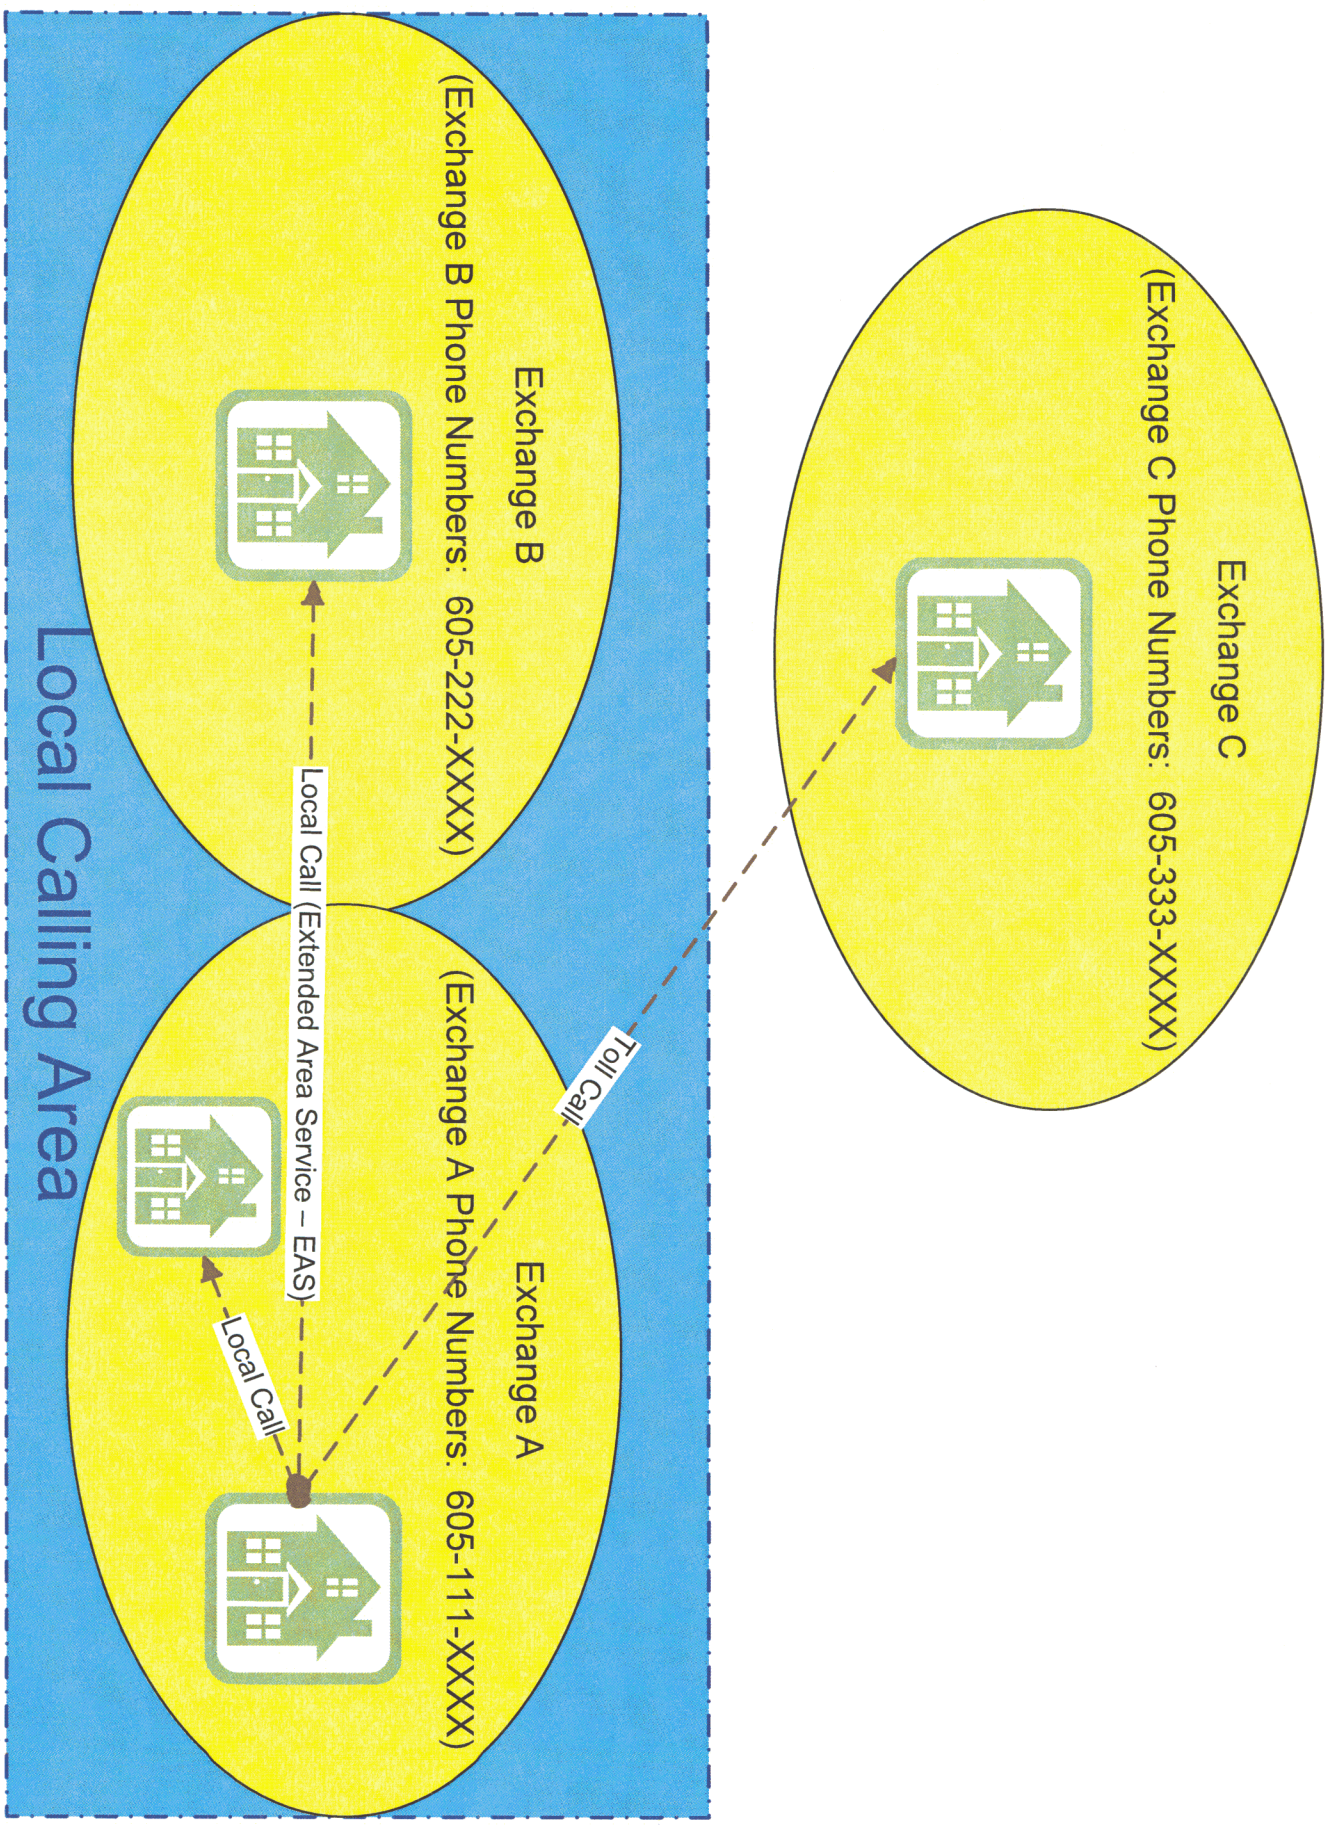 Exchange C
(Exchange C Phone Numbers:  605-333-XXXX)
Exchange B
(Exchange B Phone Numbers:  605-222-XXXX)
Exchange A
(Exchange A Phone Numbers:  605-111-XXXX)
Toll Call
Local Call (Extended Area Service – EAS)
Local Call
Local Calling Area